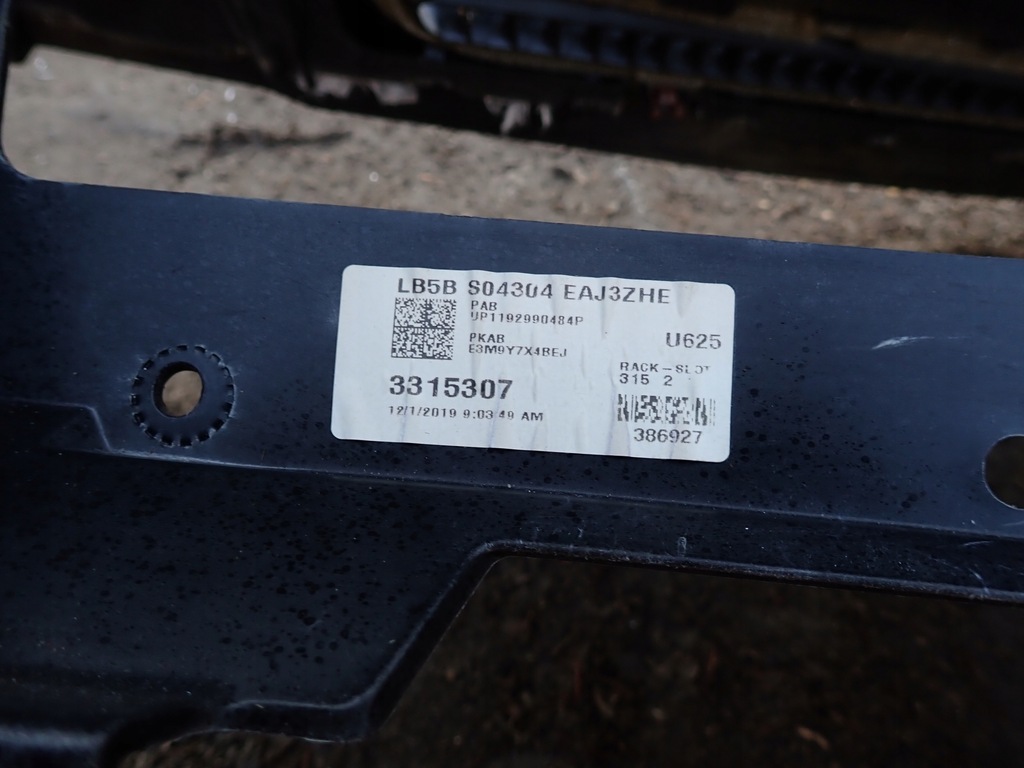 LB5B S04304 EAJ3ZHE
PAB
UP1192990484P
PKAB
E3M9Y7X4BEJ
U625
RACK-SLOT
315 2
3315307
12/1/2019 9:03:49 AM
386927